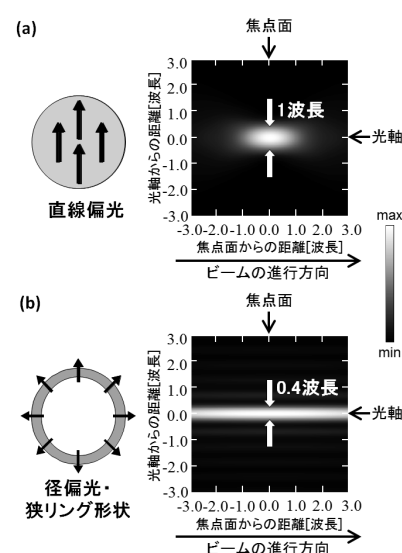 (a)
焦点面
3.0
2.0
1.0
0.0
-1.0
-2.0
-3.0
光軸からの距離[波長]
1波長
光軸
直線偏光
-3.0-2.0-1.0 0.0 1.0 2.0 3.0
焦点面からの距離[波長]
ビームの進行方向
max
min
(b)
焦点面
3.0
2.0
1.0
0.0
-1.0
-2.0
-3.0
光軸からの距離[波長]
0.4波長
光軸
径偏光・
狭リング形状
-3.0-2.0-1.0 0.0 1.0 2.0 3.0
焦点面からの距離[波長]
ビームの進行方向